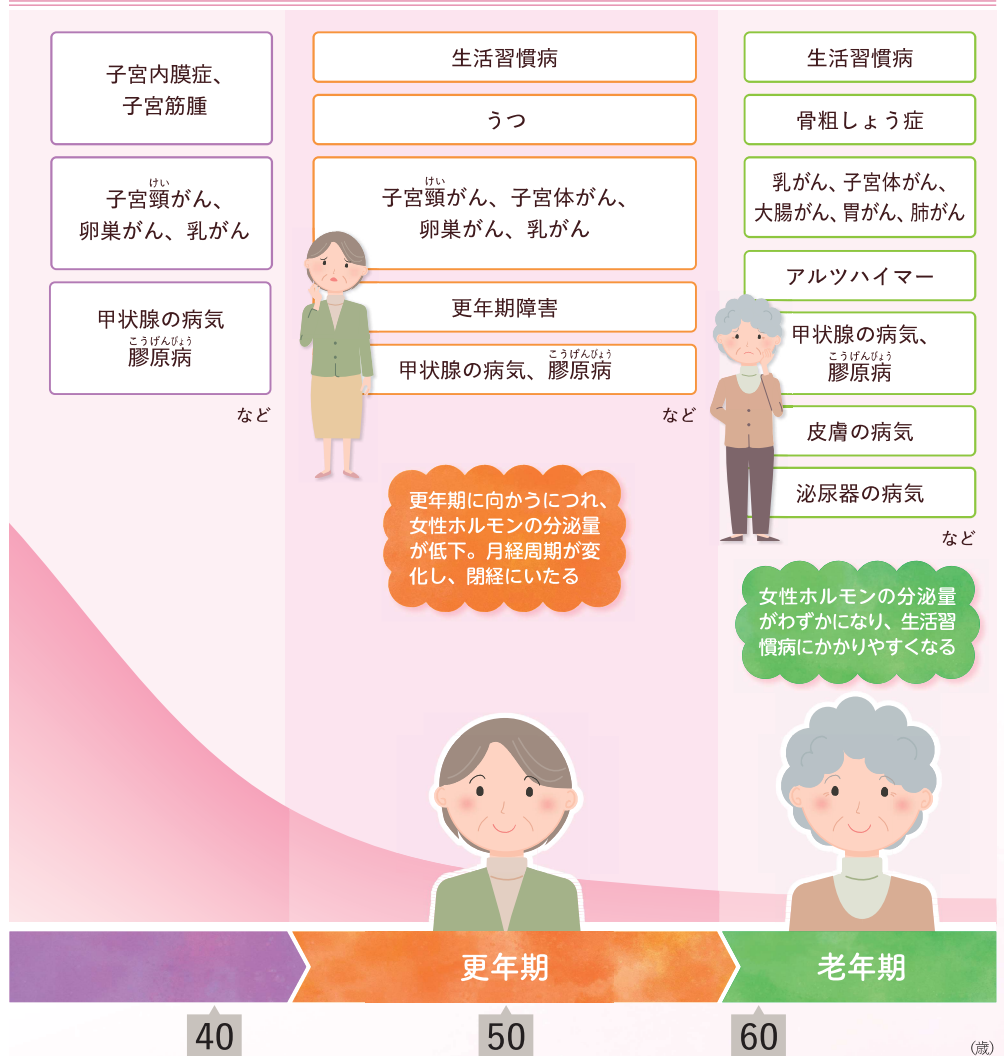 子宮内膜症、
子宮筋腫
けい
子宮頸がん、
卵巣がん、乳がん
甲状腺の病気
こうげんびょう
膠原病
など
生活習慣病
うつ
けい
子宮頸がん、子宮体がん、
卵巣がん、乳がん
更年期障害
こうげんびょう
甲状腺の病気、膠原病
など
更年期に向かうにつれ、
女性ホルモンの分泌量
が低下。月経周期が変
化し、閉経にいたる
生活習慣病
骨粗しょう症
乳がん、子宮体がん、
大腸がん、胃がん、肺がん
アルツハイマー
甲状腺の病気、
こうげんびょう
膠原病
皮膚の病気
泌尿器の病気
など
女性ホルモンの分泌量
がわずかになり、生活習
慣病にかかりやすくなる
更年期
老年期
40
50
60
(歳)